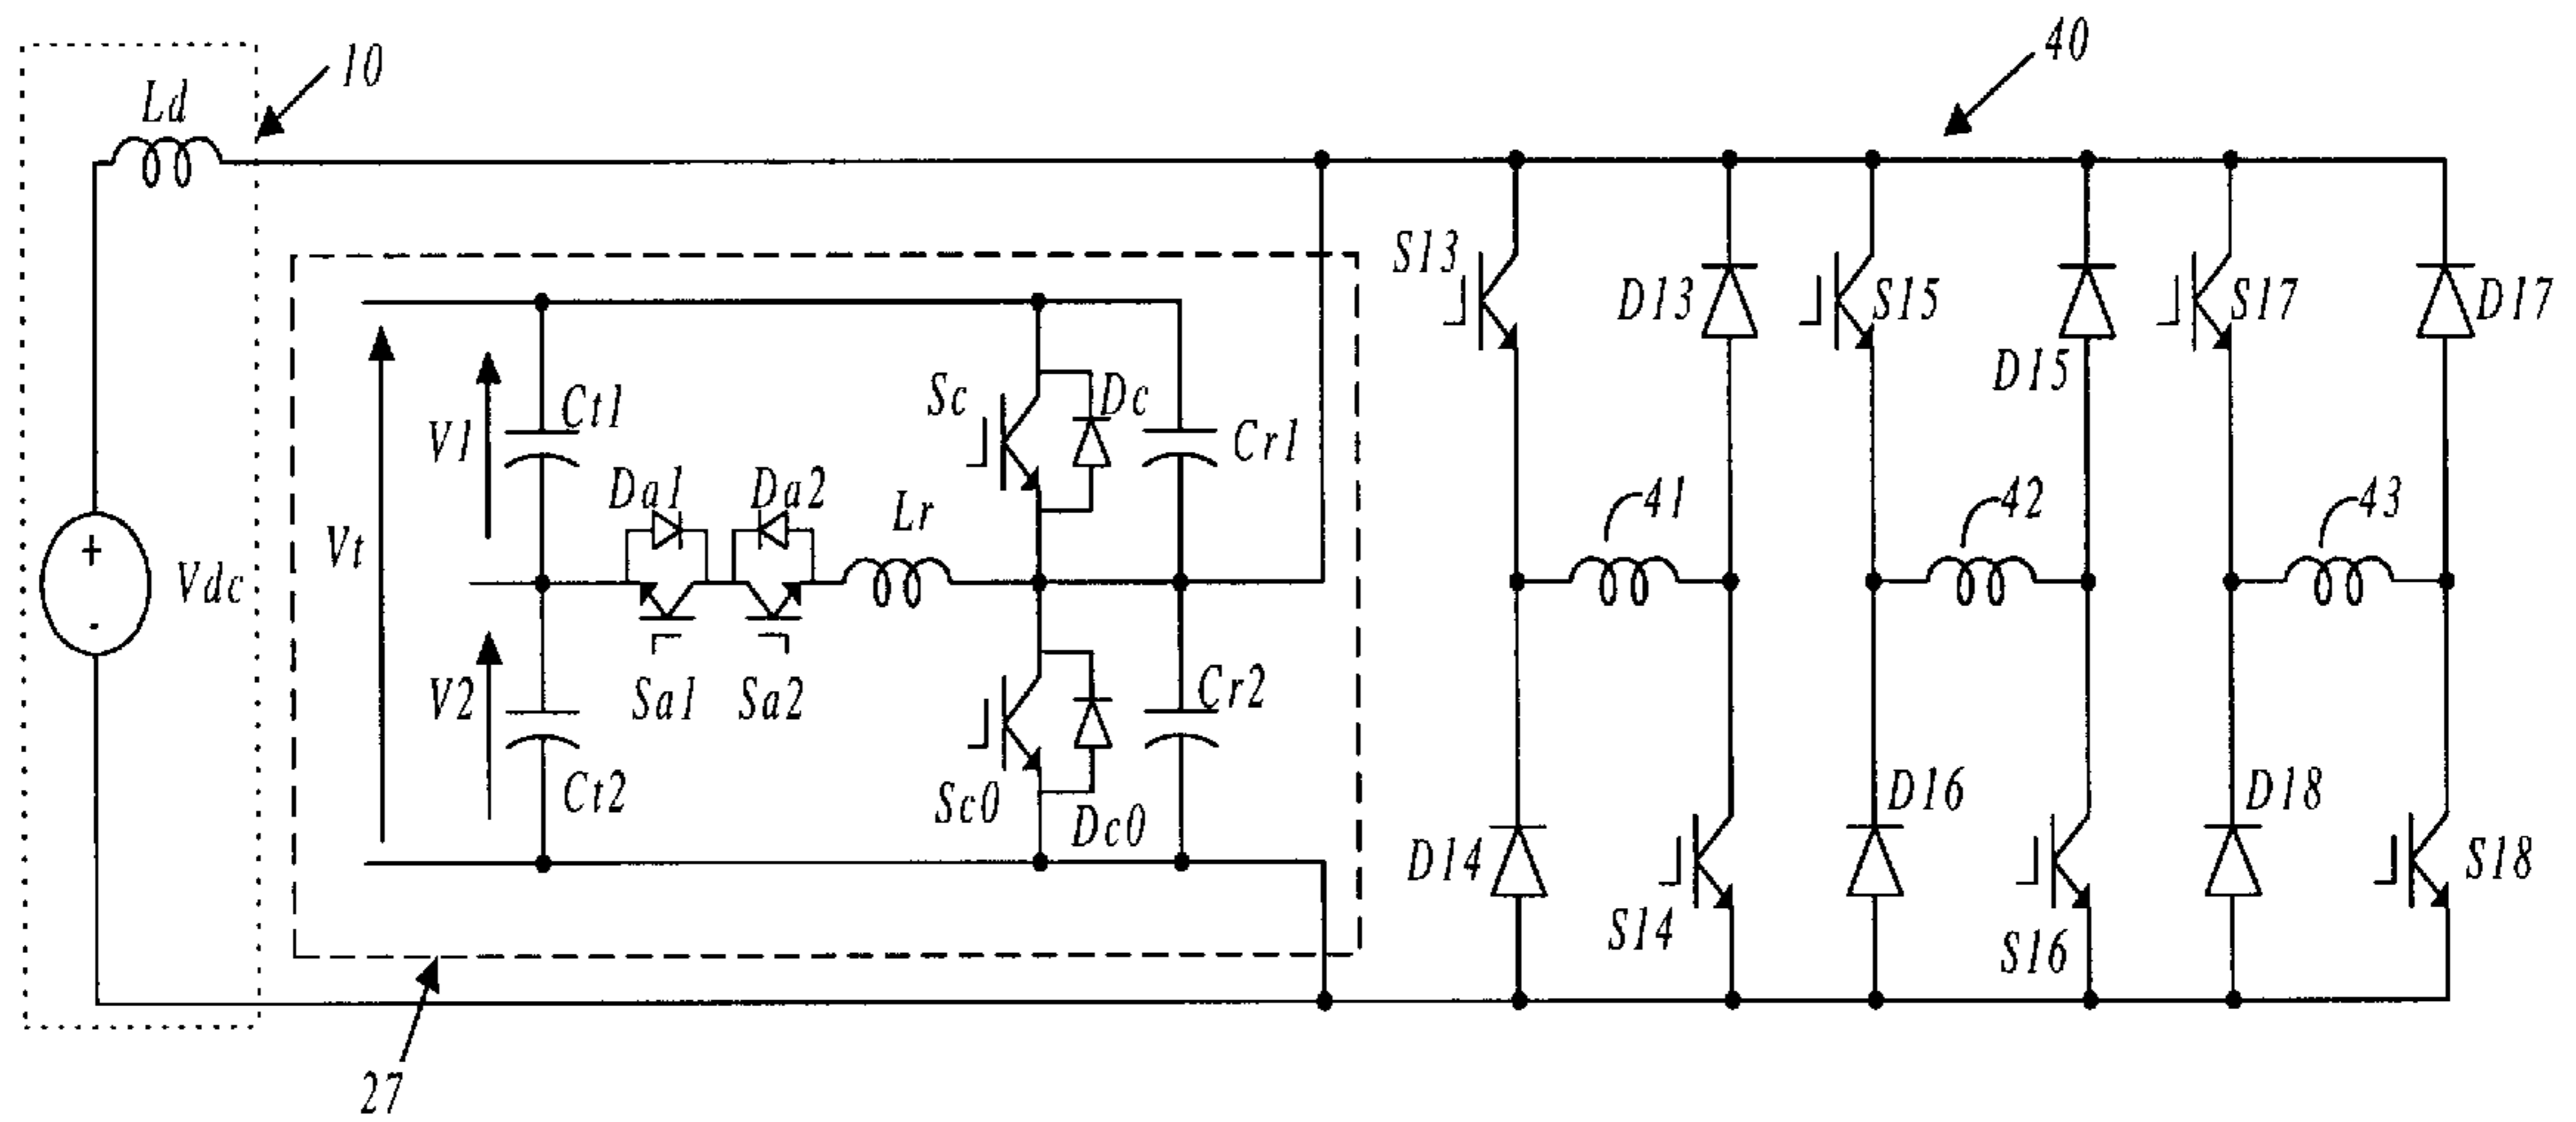 10
40
Ld
S13
D13
S15
D15
S17
D17
Sc
Dc
Ct1
V1
Cr1
Da1
Da2
Lr
41
42
43
Vt
+
Vdc
-
V2
Sa1
Sa2
Cr2
Ct2
Sc0
Dc0
D14
S14
D16
S16
D18
S18
27